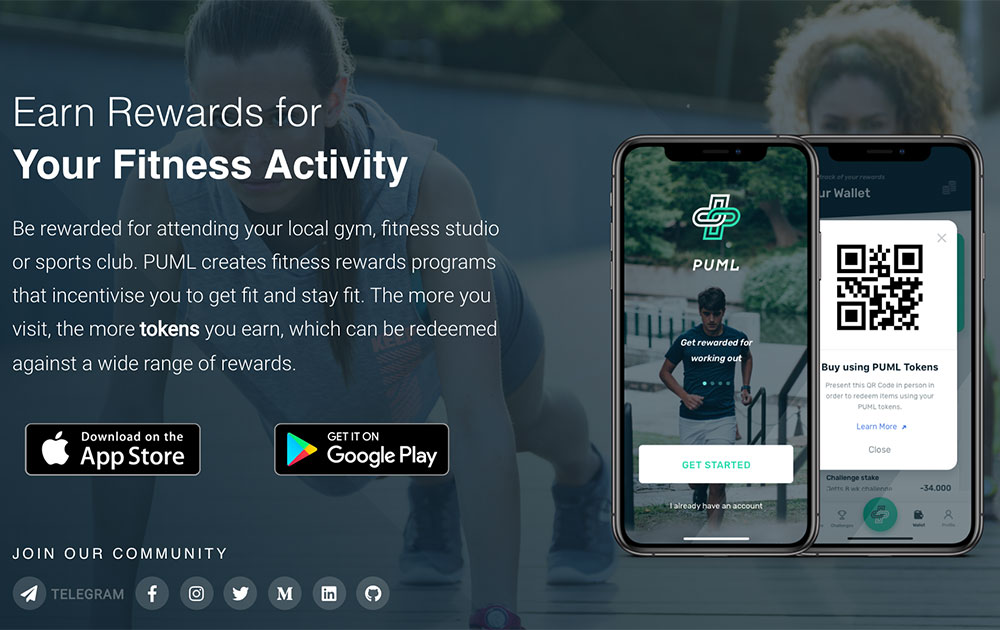 Earn Rewards for
Your Fitness Activity
Be rewarded for attending your local gym, fitness studio
or sports club. PUML creates fitness rewards programs
that incentivise you to get fit and stay fit. The more you
visit, the more tokens you earn, which can be redeemed
against a wide range of rewards.
Download on the
App Store
GET IT ON
Google Play
JOIN OUR COMMUNITY
TELEGRAM
PUML
Get rewarded for
working out
GET STARTED
I already have an account
track of your rewards
ur Wallet
Buy using PUML Tokens
Present this QR Code in person in
order to redeem items using your
PUML tokens.
Learn More
Close
Challenge stake
8 wk challenge
-34.000
Challenges
Wallet
Profile